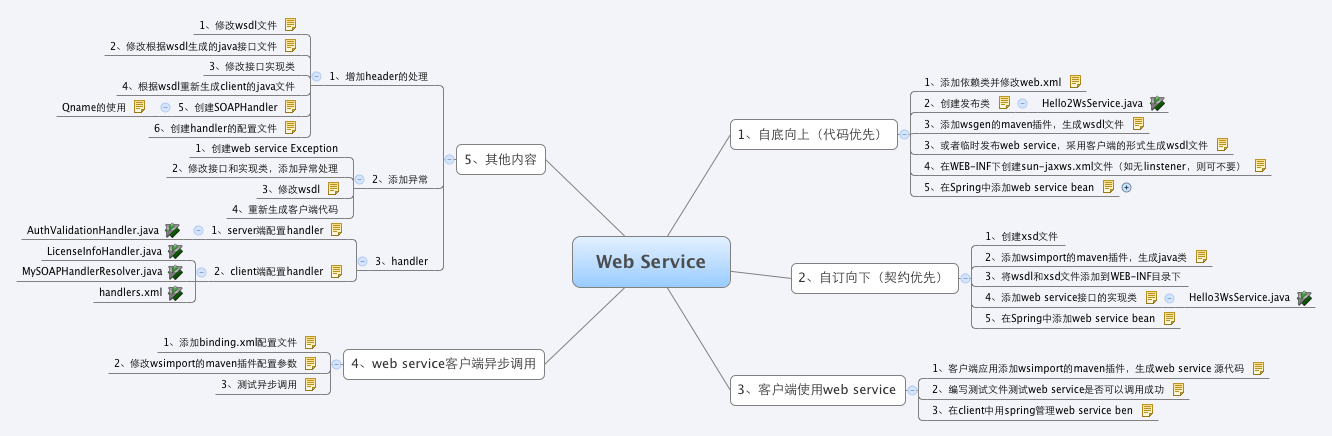 Web Service
1、自底向上（代码优先）
1、添加依赖类并修改web.xml
2、创建发布类
Hello2WsService.java
3、添加wsgen的maven插件，生成wsdl文件
3、或者临时发布web service，采用客户端的形式生成wsdl文件
4、在WEB-INF下创建sun-jaxws.xml文件（如无linstener，则可不要）
5、在Spring中添加web service bean
2、自订向下（契约优先）
1、创建xsd文件
2、添加wsimport的maven插件，生成java类
3、将wsdl和xsd文件添加到WEB-INF目录下
4、添加web service接口的实现类
Hello3WsService.java
5、在Spring中添加web service bean
3、客户端使用web service
1、客户端应用添加wsimport的maven插件，生成web service 源代码
2、编写测试文件测试web service是否可以调用成功
3、在client中用spring管理web service ben
4、web service客户端异步调用
1、添加binding.xml配置文件
2、修改wsimport的maven插件配置参数
3、测试异步调用
5、其他内容
1、增加header的处理
1、修改wsdl文件
2、修改根据wsdl生成的java接口文件
3、修改接口实现类
4、根据wsdl重新生成client的java文件
5、创建SOAPHandler
Qname的使用
6、创建handler的配置文件
2、添加异常
1、创建web service Exception
2、修改接口和实现类，添加异常处理
3、修改wsdl
4、重新生成客户端代码
3、handler
1、server端配置handler
AuthValidationHandler.java
2、client端配置handler
LicenseInfoHandler.java
MySOAPHandlerResolver.java
handlers.xml